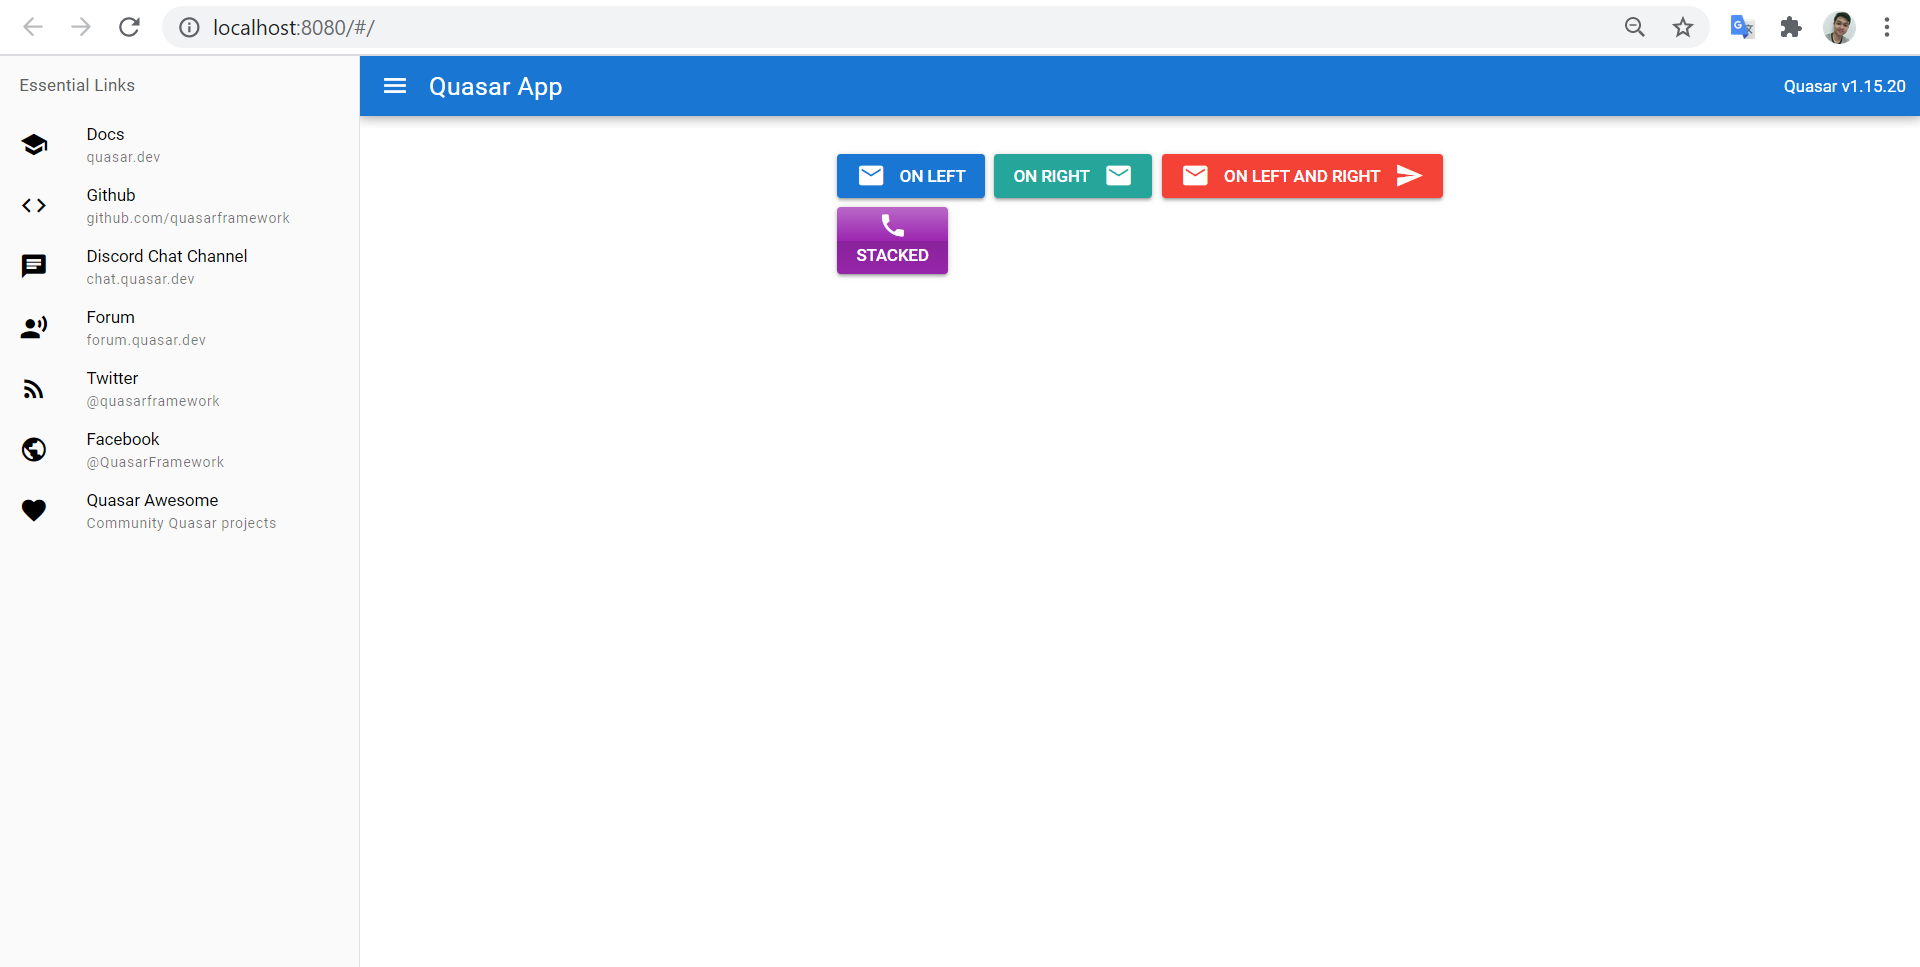 localhost:8080/#/
Essential Links
Quasar App
Quasar v1.15.20
Docs
quasar.dev
Github
github.com/quasarframework
Discord Chat Channel
chat.quasar.dev
Forum
forum.quasar.dev
Twitter
@quasarframework
Facebook
@QuasarFramework
Quasar Awesome
Community Quasar projects
ON LEFT
ON RIGHT
ON LEFT AND RIGHT
STACKED